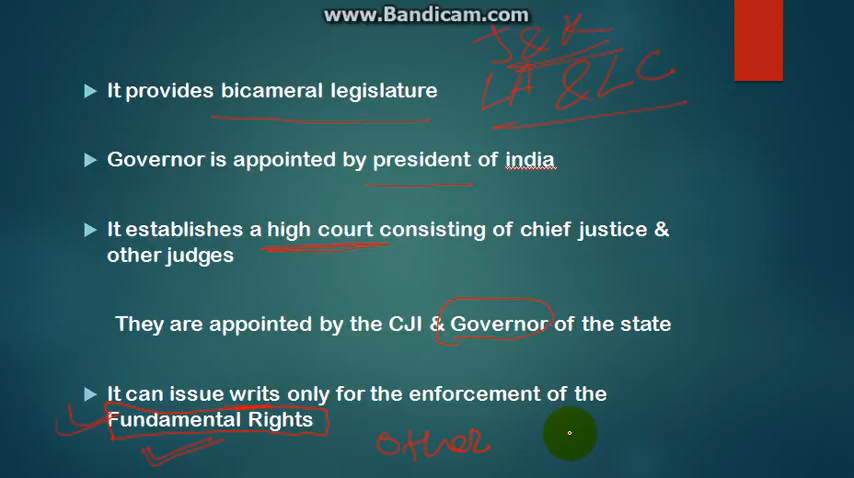 www.Bandicam.com
J & K
LA & LC
It provides bicameral legislature
Governor is appointed by president of india
It establishes a high court consisting of chief justice &
other judges
They are appointed by the CJI & Governor of the state
It can issue writs only for the enforcement of the
Fundamental Rights
other